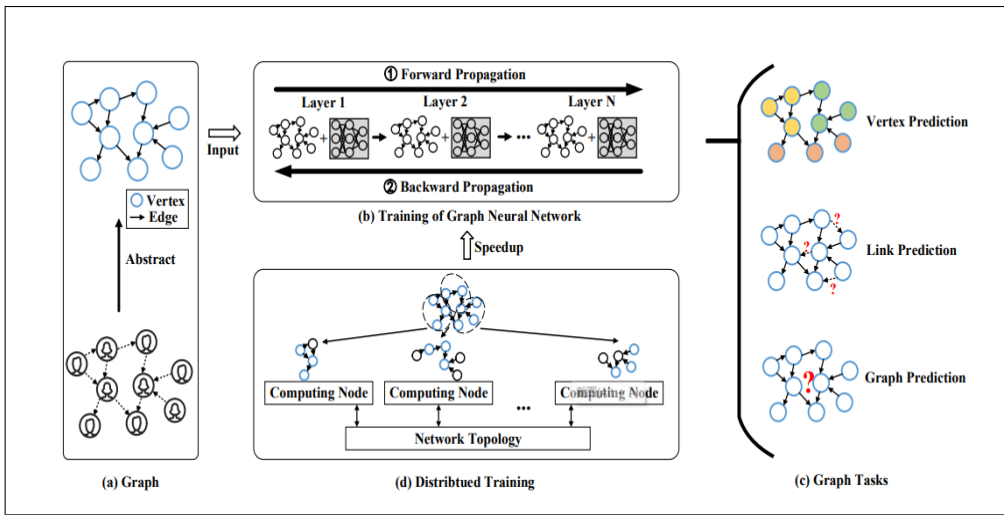 Vertex
Edge
Abstract
(a) Graph
Input
① Forward Propagation
Layer 1
Layer 2
Layer N
+
+
...
+
② Backward Propagation
(b) Training of Graph Neural Network
Speedup
Computing Node
Computing Node
...
Computing Node
Network Topology
(d) Distribtued Training
Vertex Prediction
?
?
?
Link Prediction
?
Graph Prediction
(c) Graph Tasks